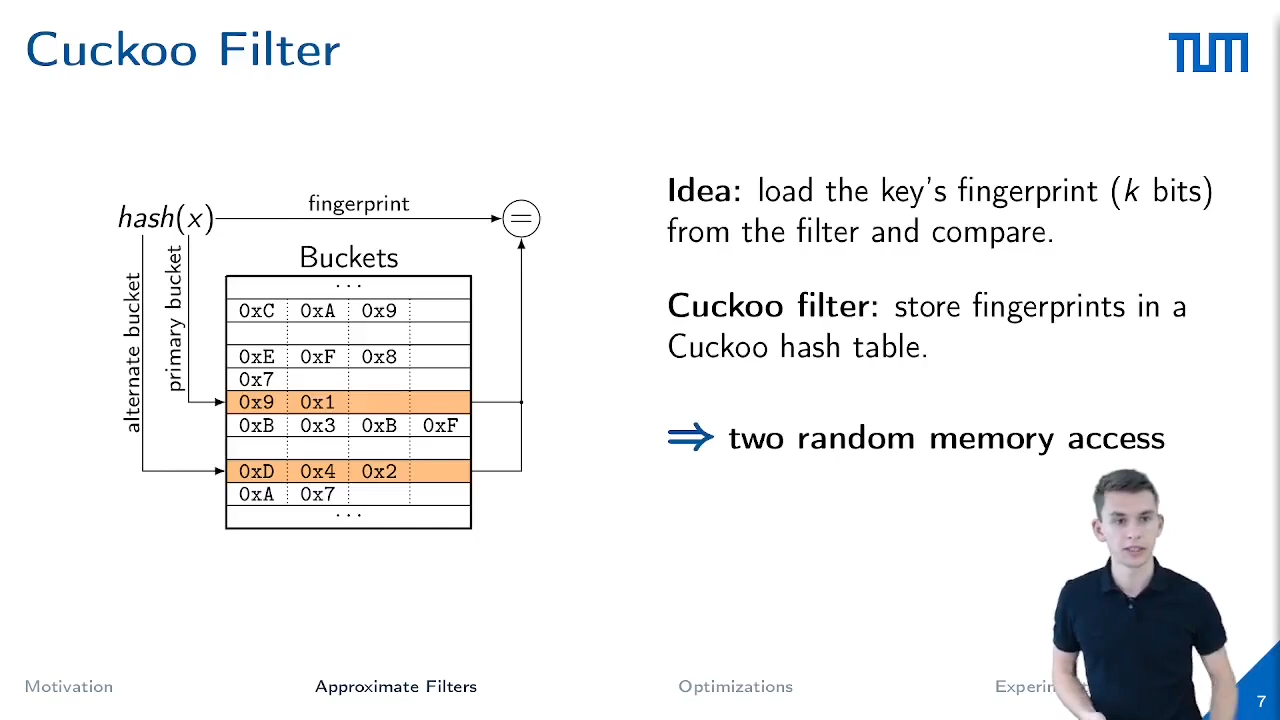 Cuckoo Filter
TUM
hash(x)
fingerprint
=
alternate bucket
primary bucket
Buckets
...
0xC 0xA 0x9
0xE 0xF 0x8
0x7
0x9 0x1
0xB 0x3 0xB 0xF
0xD 0x4 0x2
0xA 0x7
...
Idea: load the key's fingerprint (k bits)
from the filter and compare.
Cuckoo filter: store fingerprints in a
Cuckoo hash table.
⇒ two random memory access
Motivation
Approximate Filters
Optimizations
7